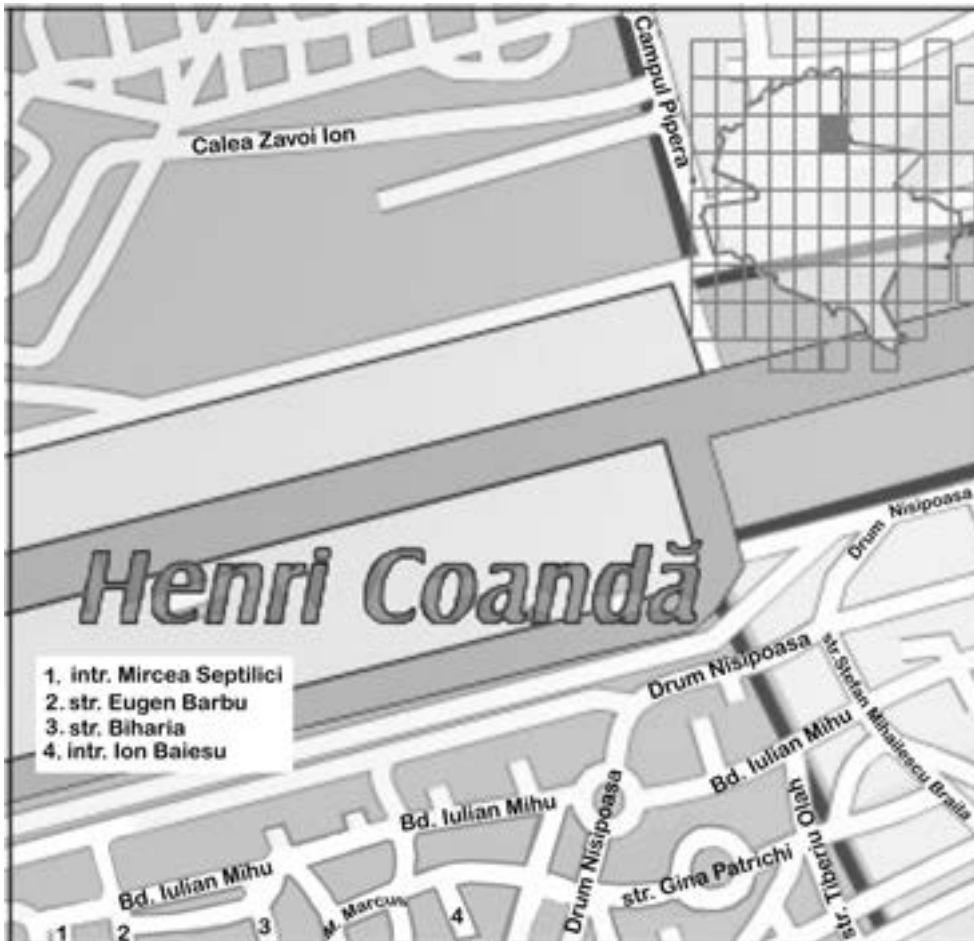 Campul Pipera
Calea Zavoi Ion
Drum Nisipoasa
Henri Coandă
1. intr. Mircea Septilici
2. str. Eugen Barbu
3. str. Biharia
4. intr. Ion Baiesu
Drum Nisipoasa
str. Stefan Mihailescu Braila
Bd. Iulian Mihu
Bd. Iulian Mihu
Drum Nisipoasa
str. Tiberiu Olah
Bd. Iulian Mihu
str. Gina Patrichi
M. Marcus
1
2
3
4